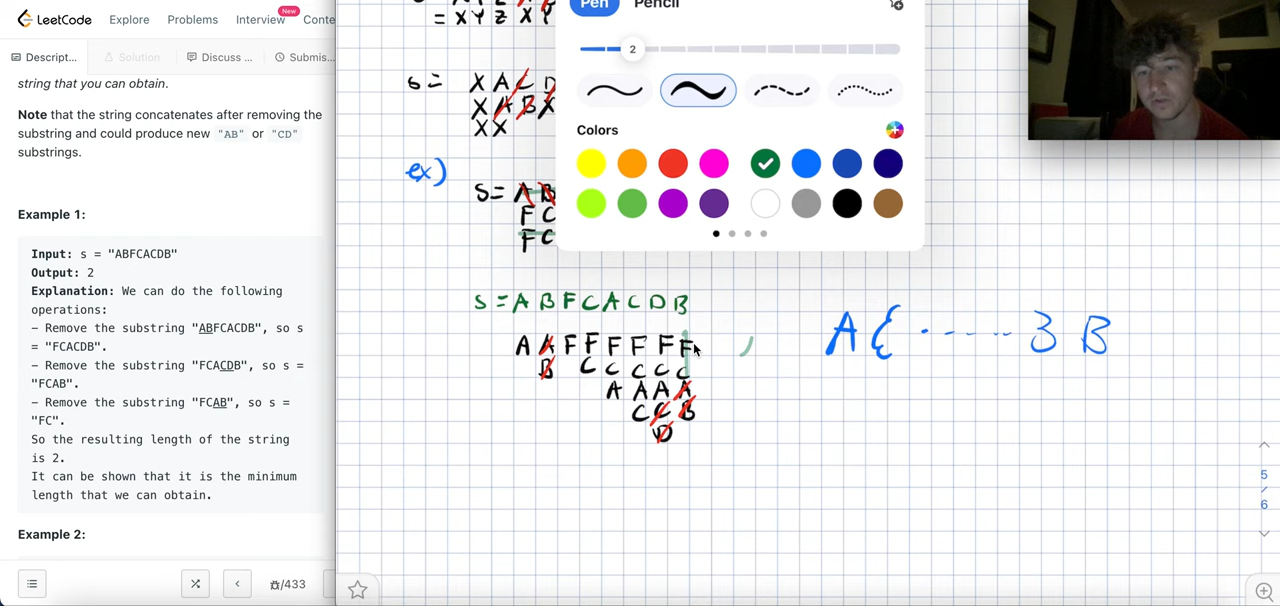 LeetCode Explore Problems Interview New Conte
Descript... Solution Discuss ... Submis...
string that you can obtain.
Note that the string concatenates after removing the
substring and could produce new "AB" or "CD"
substrings.
Example 1:
Input: s = "ABFCACDB"
Output: 2
Explanation: We can do the following
operations:
- Remove the substring "ABFCACDB", so s
= "FCACDB".
- Remove the substring "FCACDB", so s =
"FCAB".
- Remove the substring "FCAB", so s =
"FC".
So the resulting length of the string
is 2.
It can be shown that it is the minimum
length that we can obtain.
Example 2:
/433
= X Y Z X Y
S = X A C D
X A B X
X X
ex)
S = A B
F C
F C
Pen Pencil
2
Colors
S = A B F C A C D B
A A F F F F F F
B C C C C C
A A A A
C C B
D
A { ...... } B
5
/
6